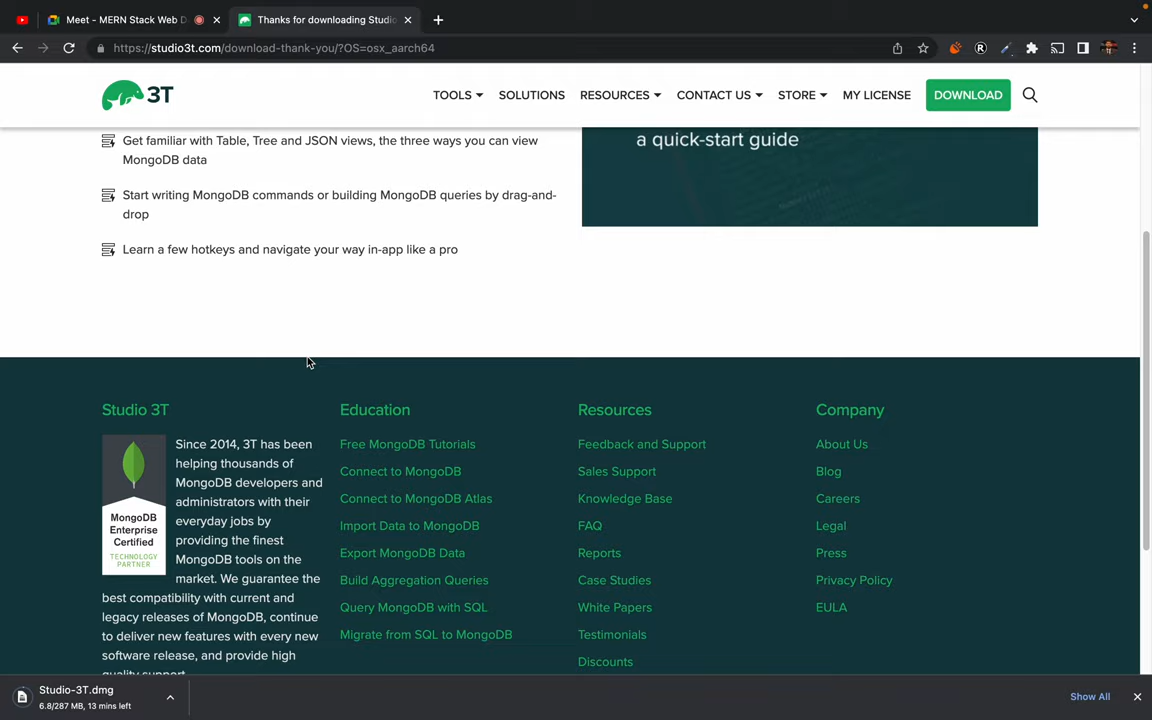 Meet - MERN Stack Web D
Thanks for downloading Studio
https://studio3t.com/download-thank-you/?OS=osx_aarch64
3T
TOOLS
SOLUTIONS
RESOURCES
CONTACT US
STORE
MY LICENSE
DOWNLOAD
Get familiar with Table, Tree and JSON views, the three ways you can view
MongoDB data
Start writing MongoDB commands or building MongoDB queries by drag-and-
drop
Learn a few hotkeys and navigate your way in-app like a pro
a quick-start guide
Studio 3T
MongoDB
Enterprise
Certified
TECHNOLOGY
PARTNER
Since 2014, 3T has been
helping thousands of
MongoDB developers and
administrators with their
everyday jobs by
providing the finest
MongoDB tools on the
market. We guarantee the
best compatibility with current and
legacy releases of MongoDB, continue
to deliver new features with every new
software release, and provide high
quality support.
Education
Free MongoDB Tutorials
Connect to MongoDB
Connect to MongoDB Atlas
Import Data to MongoDB
Export MongoDB Data
Build Aggregation Queries
Query MongoDB with SQL
Migrate from SQL to MongoDB
Resources
Feedback and Support
Sales Support
Knowledge Base
FAQ
Reports
Case Studies
White Papers
Testimonials
Discounts
Company
About Us
Blog
Careers
Legal
Press
Privacy Policy
EULA
Studio-3T.dmg
6.8/287 MB, 13 mins left
Show All